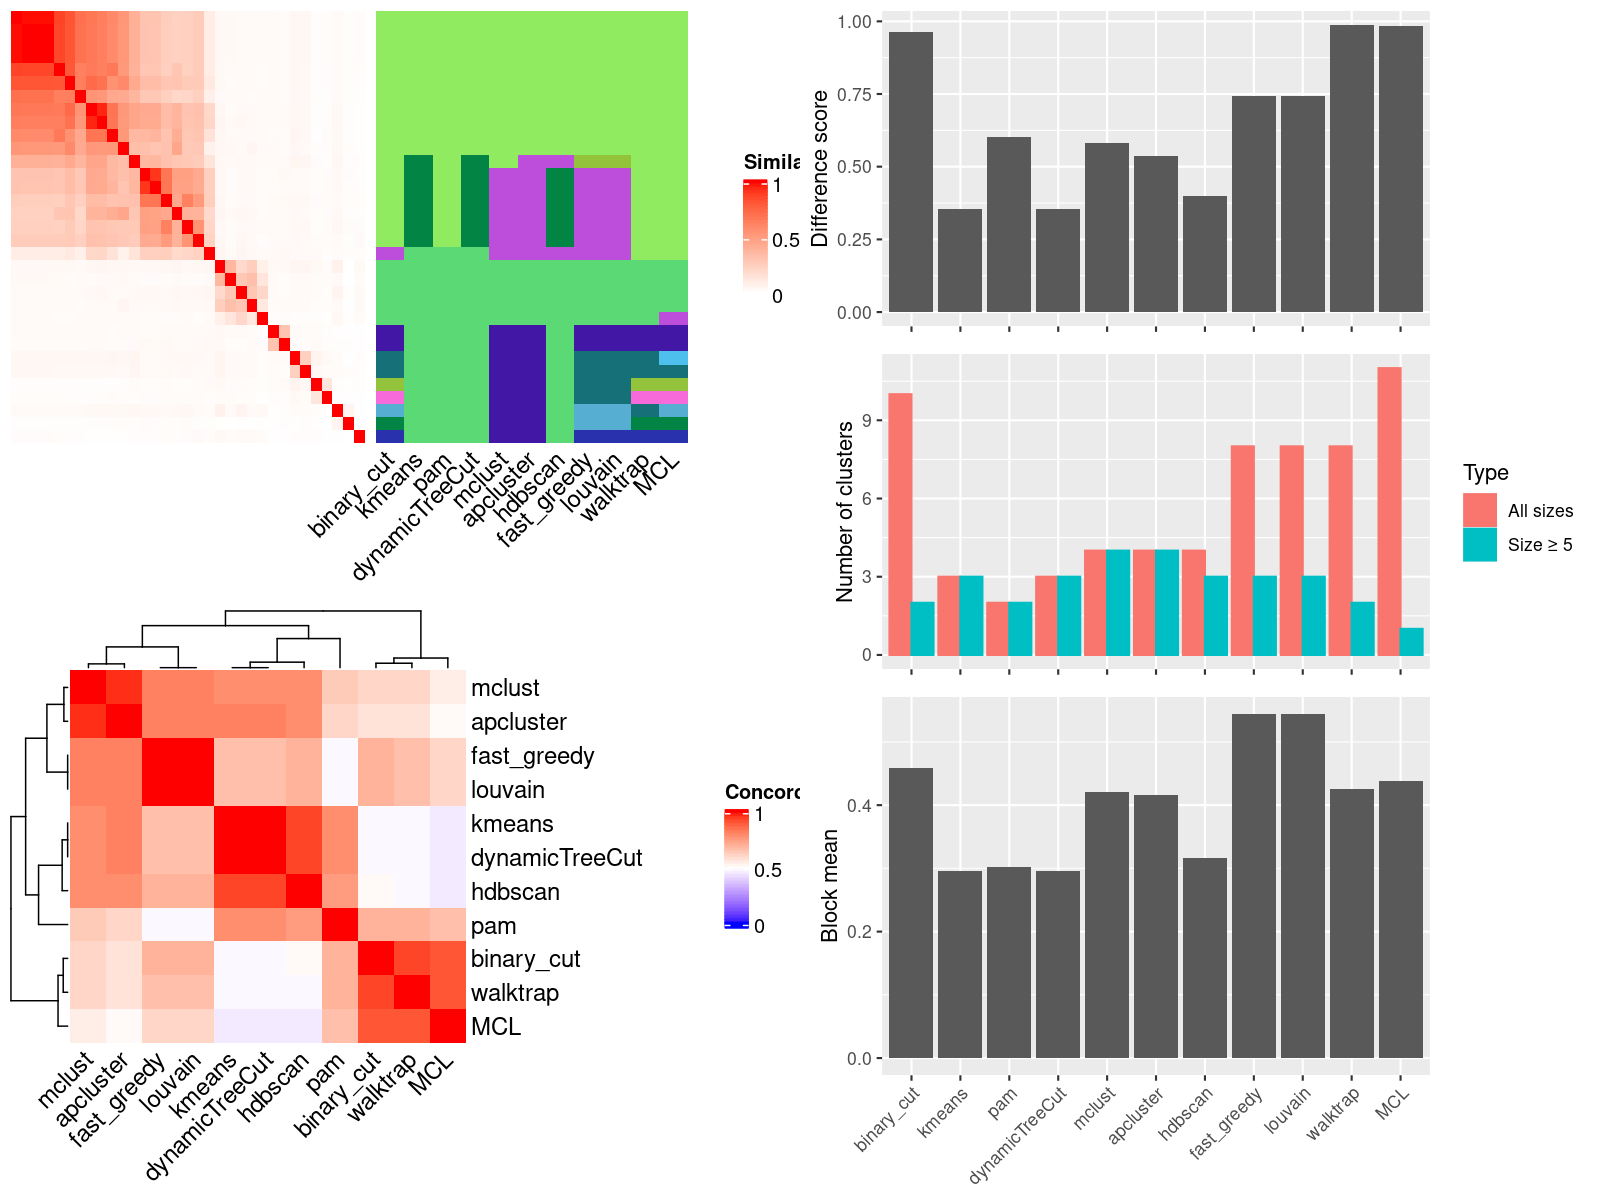 Simila
1
0.5
0
binary_cut
kmeans
pam
dynamicTreeCut
mclust
apcluster
hdbscan
fast_greedy
louvain
walktrap
MCL
mclust
apcluster
fast_greedy
louvain
kmeans
dynamicTreeCut
hdbscan
pam
binary_cut
walktrap
MCL
mclust
apcluster
fast_greedy
louvain
kmeans
dynamicTreeCut
hdbscan
pam
binary_cut
walktrap
MCL
Concord
1
0.5
0
Difference score
1.00
0.75
0.50
0.25
0.00
Number of clusters
9
6
3
0
Type
All sizes
Size ≥ 5
Block mean
0.4
0.2
0.0
binary_cut
kmeans
pam
dynamicTreeCut
mclust
apcluster
hdbscan
fast_greedy
louvain
walktrap
MCL